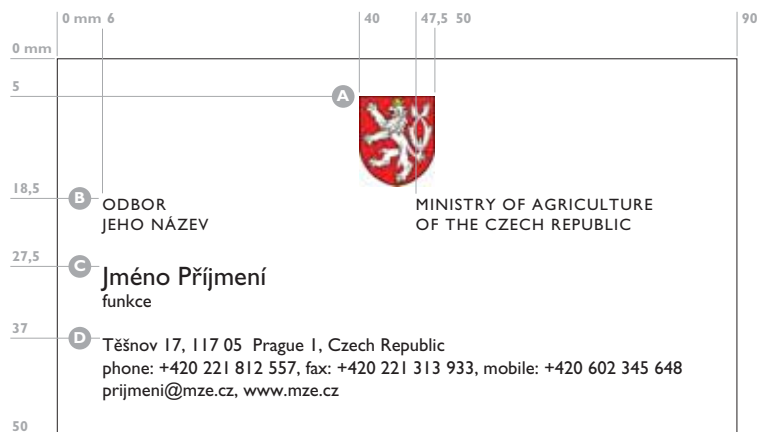 0 mm 6 40 47,5 50 90
0 mm
5
A
18,5
B ODBOR
JEHO NÁZEV
MINISTRY OF AGRICULTURE
OF THE CZECH REPUBLIC
27,5
C Jméno Příjmení
funkce
37
D Těšnov 17, 117 05 Prague 1, Czech Republic
phone: +420 221 812 557, fax: +420 221 313 933, mobile: +420 602 345 648
prijmeni@mze.cz, www.mze.cz
50